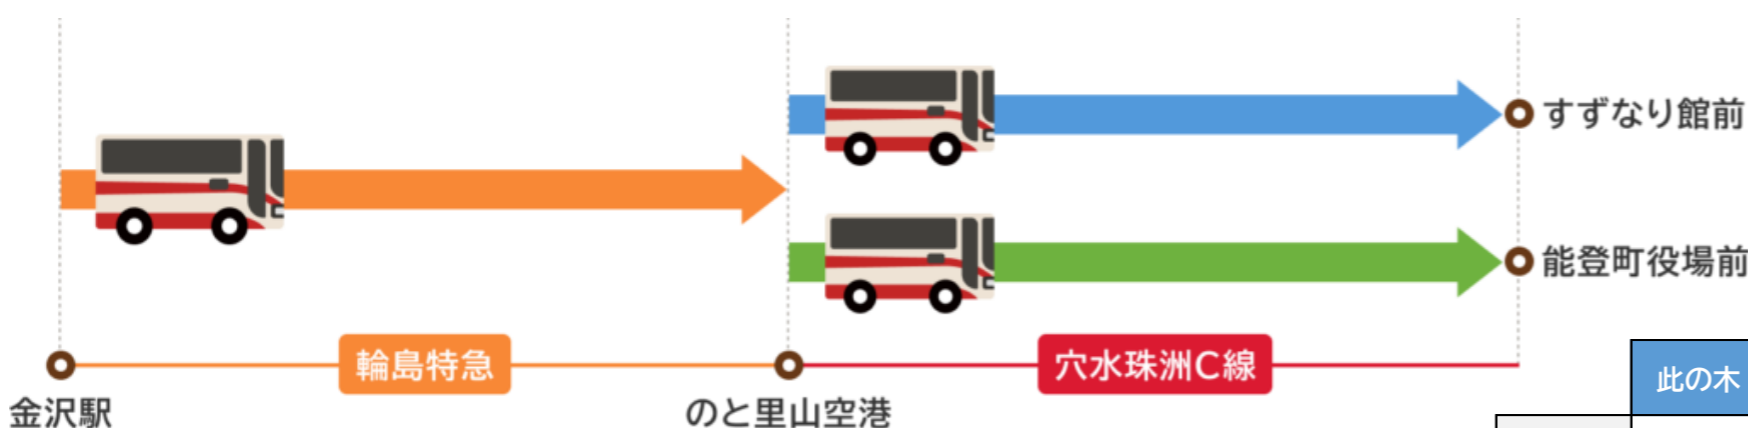 すずなり館前
能登町役場前
輪島特急
穴水珠洲C線
金沢駅
のと里山空港
此の木